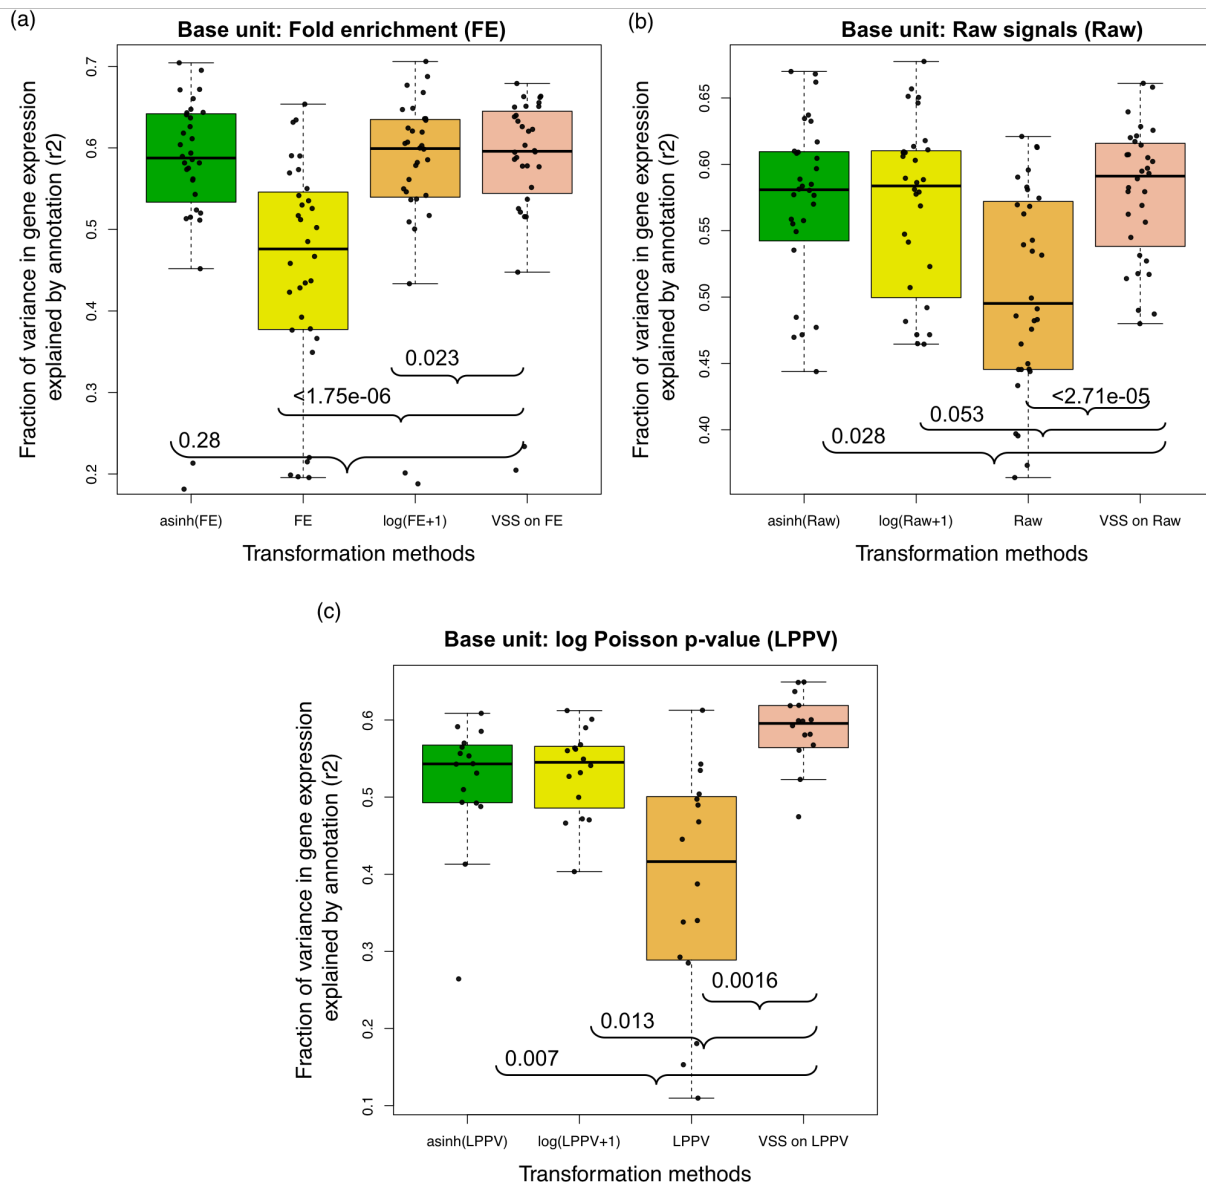 (a)
Base unit: Fold enrichment (FE)
Fraction of variance in gene expression
explained by annotation (r2)
0.7
0.6
0.5
0.4
0.3
0.2
0.023
<1.75e-06
0.28
asinh(FE)
FE
log(FE+1)
VSS on FE
Transformation methods
(b)
Base unit: Raw signals (Raw)
Fraction of variance in gene expression
explained by annotation (r2)
0.65
0.60
0.55
0.50
0.45
0.40
<2.71e-05
0.053
0.028
asinh(Raw)
log(Raw+1)
Raw
VSS on Raw
Transformation methods
(c)
Base unit: log Poisson p-value (LPPV)
Fraction of variance in gene expression
explained by annotation (r2)
0.6
0.5
0.4
0.3
0.2
0.1
0.0016
0.013
0.007
asinh(LPPV)
log(LPPV+1)
LPPV
VSS on LPPV
Transformation methods